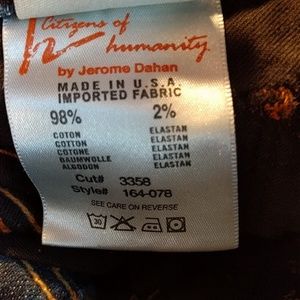 Citizens of
humanity
by Jerome Dahan
MADE IN U.S.A.
IMPORTED FABRIC
98% 2%
COTON ELASTAN
COTTON ELASTAN
COTONE ELASTAN
BAUMWOLLE ELASTAN
ALGODON ELASTAN
Cut# 3358
Style# 164-078
SEE CARE ON REVERSE
30